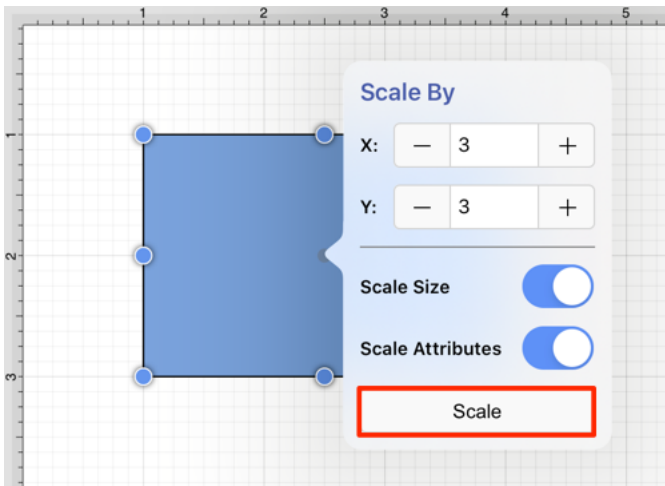 1 2 3 4 5
1
2
3
Scale By
X: — 3 +
Y: — 3 +
Scale Size
Scale Attributes
Scale